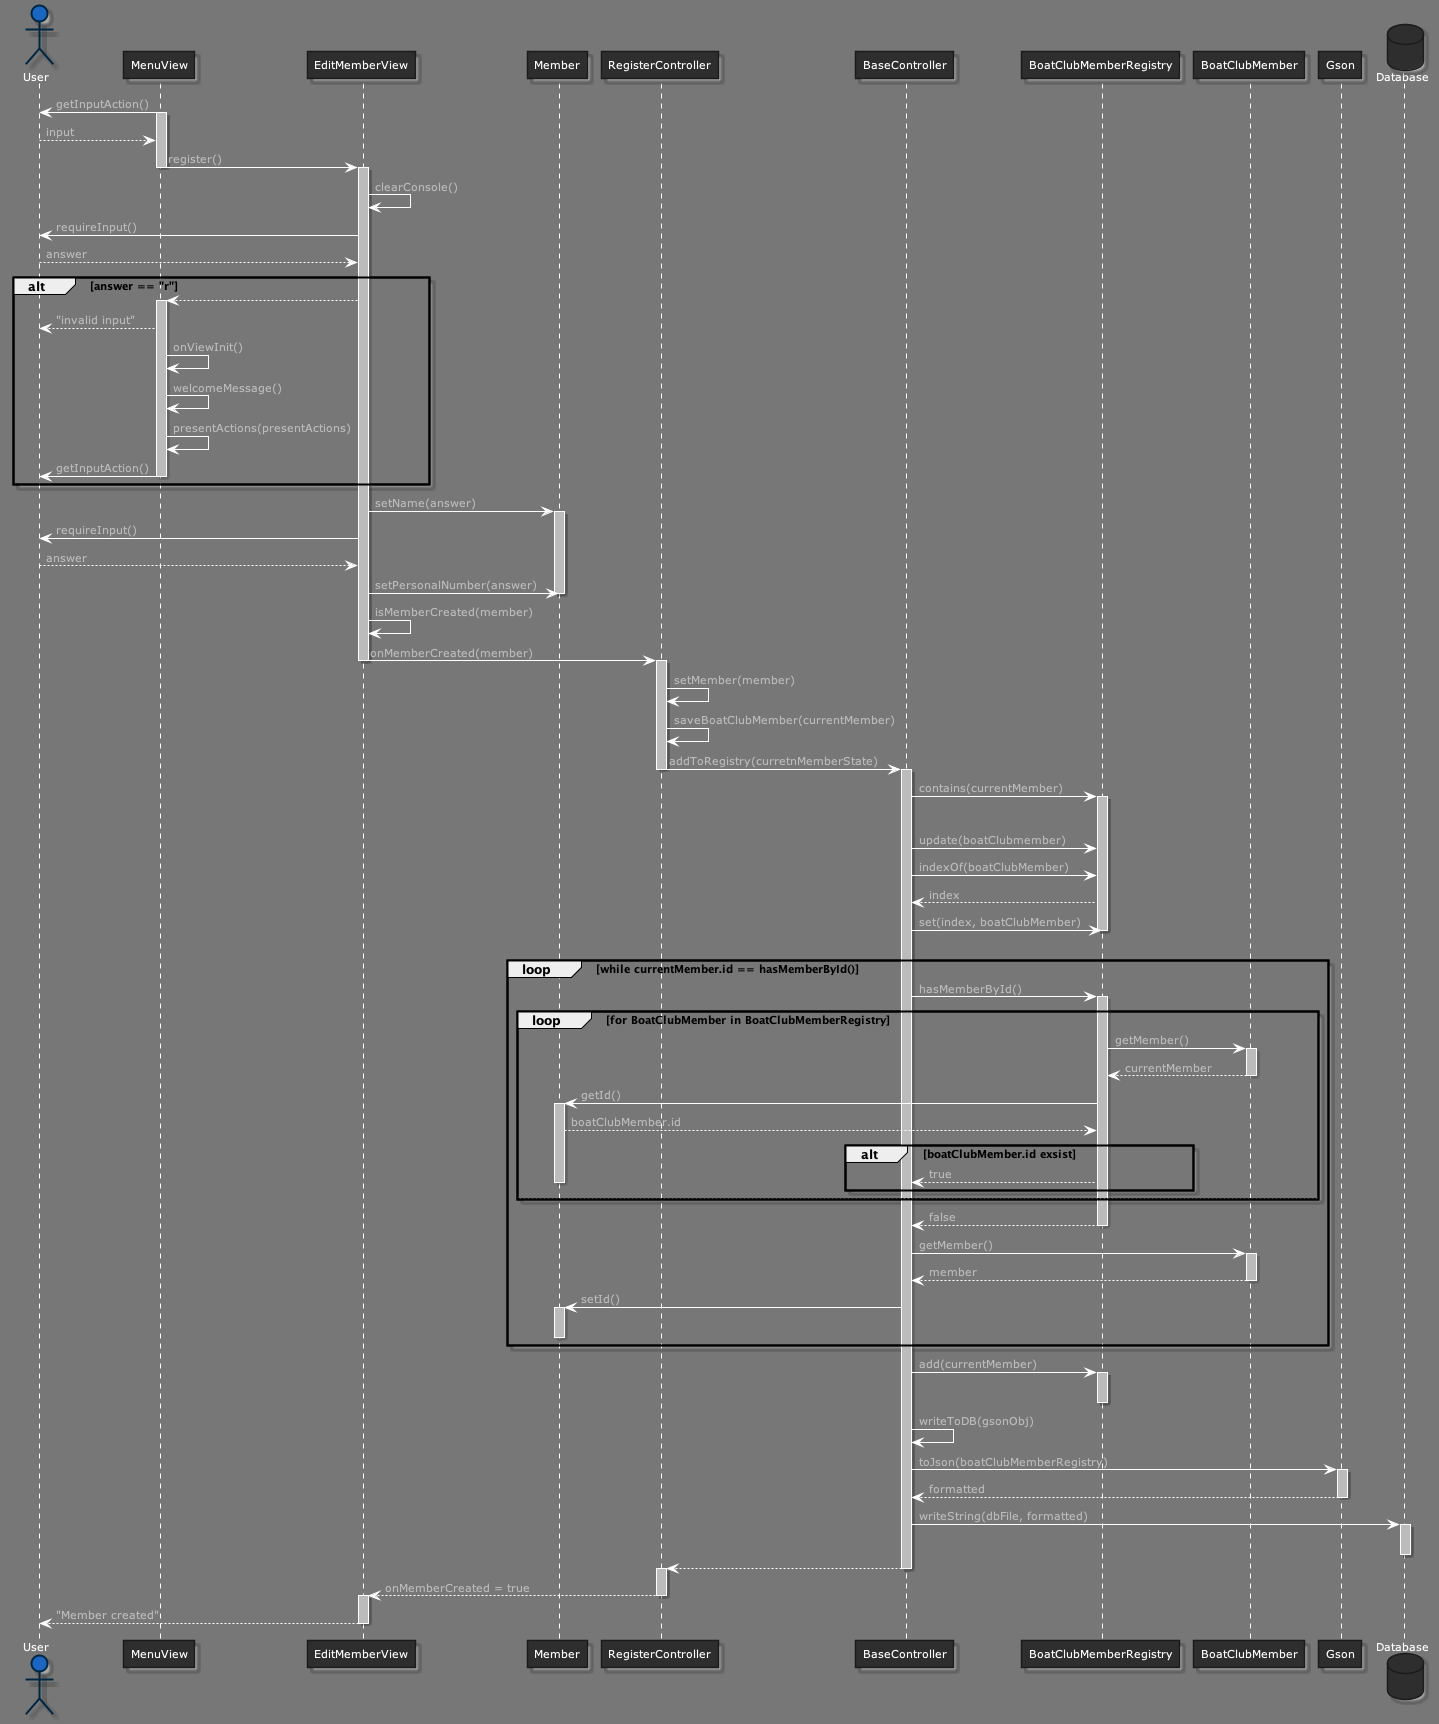 User
MenuView
EditMemberView
Member
RegisterController
BaseController
BoatClubMemberRegistry
BoatClubMember
Gson
Database
getInputAction()
input
register()
clearConsole()
requireInput()
answer
alt
[answer == "r"]
"invalid input"
onViewInit()
welcomeMessage()
presentActions(presentActions)
getInputAction()
setName(answer)
requireInput()
answer
setPersonalNumber(answer)
isMemberCreated(member)
onMemberCreated(member)
setMember(member)
saveBoatClubMember(currentMember)
addToRegistry(curretnMemberState)
contains(currentMember)
update(boatClubmember)
indexOf(boatClubMember)
index
set(index, boatClubMember)
loop
[while currentMember.id == hasMemberById()]
hasMemberById()
loop
[for BoatClubMember in BoatClubMemberRegistry]
getMember()
currentMember
getId()
boatClubMember.id
alt
[boatClubMember.id exsist]
true
false
getMember()
member
setId()
add(currentMember)
writeToDB(gsonObj)
toJson(boatClubMemberRegistry)
formatted
writeString(dbFile, formatted)
onMemberCreated = true
"Member created"
User
MenuView
EditMemberView
Member
RegisterController
BaseController
BoatClubMemberRegistry
BoatClubMember
Gson
Database